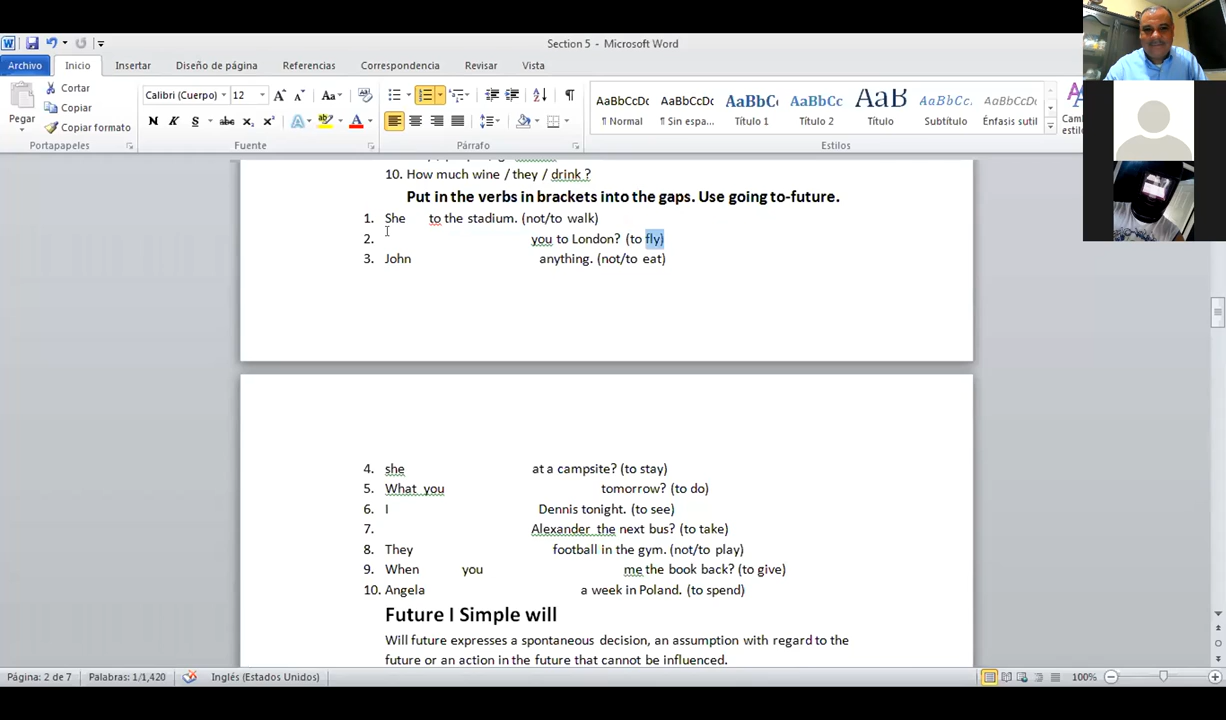 Section 5 - Microsoft Word
Archivo Inicio Insertar Diseño de página Referencias Correspondencia Revisar Vista
Pegar
Cortar
Copiar
Copiar formato
Portapapeles
Calibri (Cuerpo) 12
Fuente
Párrafo
AaBbCcDc AaBbCcDc AaBbCc AaBbCc AaB AaBbCc. AaBbCcDc
¶ Normal ¶ Sin espa... Título 1 Título 2 Título Subtítulo Énfasis sutil
Estilos
10. How much wine / they / drink ?
Put in the verbs in brackets into the gaps. Use going to-future.
1. She to the stadium. (not/to walk)
2. you to London? (to fly)
3. John anything. (not/to eat)
4. she at a campsite? (to stay)
5. What you tomorrow? (to do)
6. I Dennis tonight. (to see)
7. Alexander the next bus? (to take)
8. They football in the gym. (not/to play)
9. When you me the book back? (to give)
10. Angela a week in Poland. (to spend)
Future I Simple will
Will future expresses a spontaneous decision, an assumption with regard to the
future or an action in the future that cannot be influenced.
Página: 2 de 7 Palabras: 1/1,420 Inglés (Estados Unidos) 100%